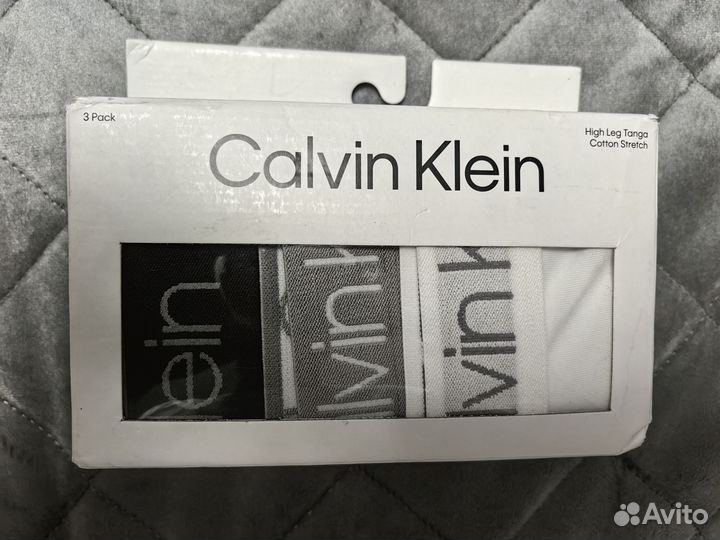 3 Pack
High Leg Tanga
Cotton Stretch
Calvin Klein
lein
lvin K
lvin K
Avito